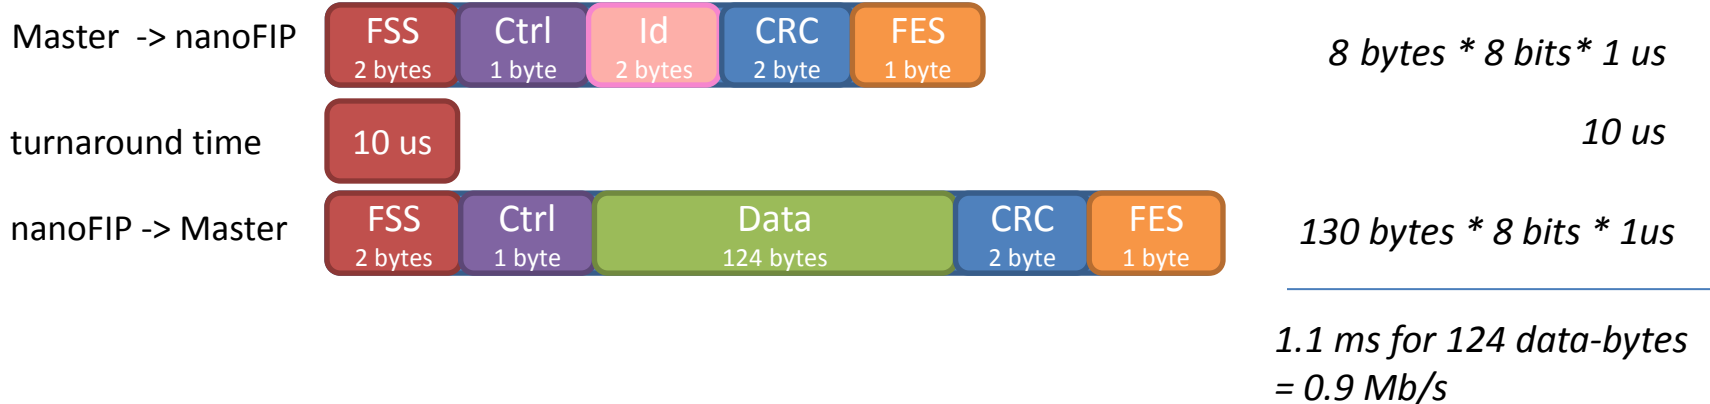 Master -> nanoFIP
FSS
2 bytes
Ctrl
1 byte
Id
2 bytes
CRC
2 byte
FES
1 byte
8 bytes * 8 bits* 1 us
turnaround time
10 us
10 us
nanoFIP -> Master
FSS
2 bytes
Ctrl
1 byte
Data
124 bytes
CRC
2 byte
FES
1 byte
130 bytes * 8 bits * 1us
1.1 ms for 124 data-bytes
= 0.9 Mb/s